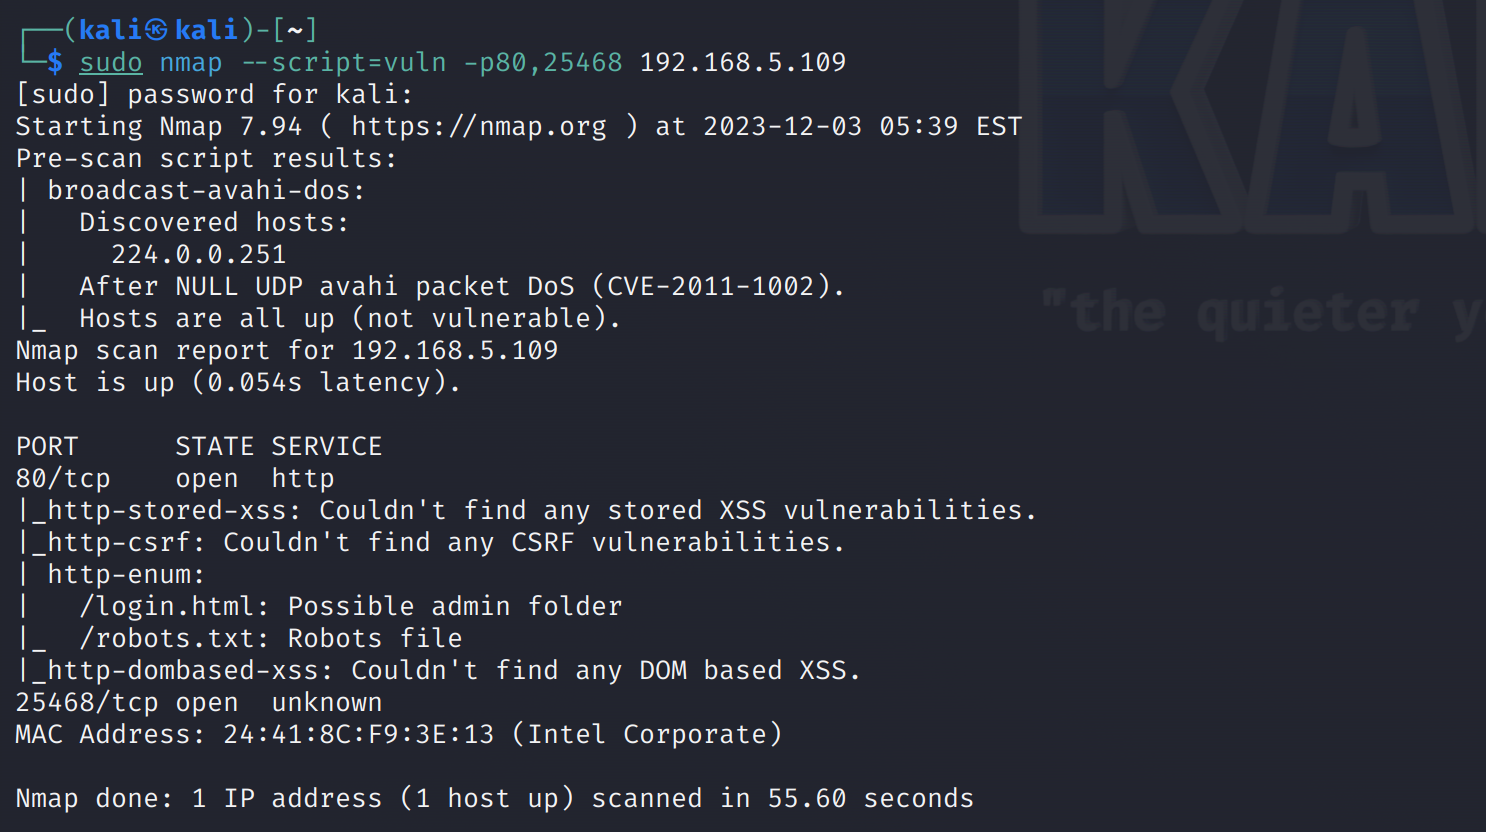 ┌──(kali㉿kali)-[~]
└─$ sudo nmap --script=vuln -p80,25468 192.168.5.109
[sudo] password for kali:
Starting Nmap 7.94 ( https://nmap.org ) at 2023-12-03 05:39 EST
Pre-scan script results:
| broadcast-avahi-dos:
|   Discovered hosts:
|     224.0.0.251
|   After NULL UDP avahi packet DoS (CVE-2011-1002).
|_  Hosts are all up (not vulnerable).
Nmap scan report for 192.168.5.109
Host is up (0.054s latency).

PORT      STATE SERVICE
80/tcp    open  http
|_http-stored-xss: Couldn't find any stored XSS vulnerabilities.
|_http-csrf: Couldn't find any CSRF vulnerabilities.
| http-enum:
|   /login.html: Possible admin folder
|_  /robots.txt: Robots file
|_http-dombased-xss: Couldn't find any DOM based XSS.
25468/tcp open  unknown
MAC Address: 24:41:8C:F9:3E:13 (Intel Corporate)

Nmap done: 1 IP address (1 host up) scanned in 55.60 seconds
KA
"the quieter y